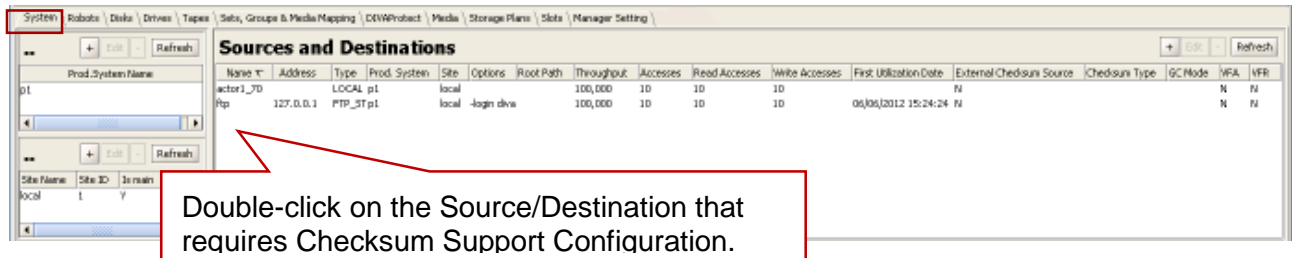 System Robots Disks Drives Tapes Sets, Groups & Media Mapping DIVAProtect Media Storage Plans Slots Manager Setting
.. + Edit - Refresh
Prod.System Name
p1
.. + Edit - Refresh
Site Name Site ID Is main
local 1 Y
Sources and Destinations + Edit - Refresh
Name Address Type Prod. System Site Options Root Path Throughput Accesses Read Accesses Write Accesses First Utilization Date External Checksum Source Checksum Type GC Mode VFA VFR
actor1_70 LOCAL p1 local 100,000 10 10 10 N N N
ftp 127.0.0.1 FTP_ST p1 local -login diva 100,000 10 10 10 06/06/2012 15:24:24 N N N
Double-click on the Source/Destination that
requires Checksum Support Configuration.